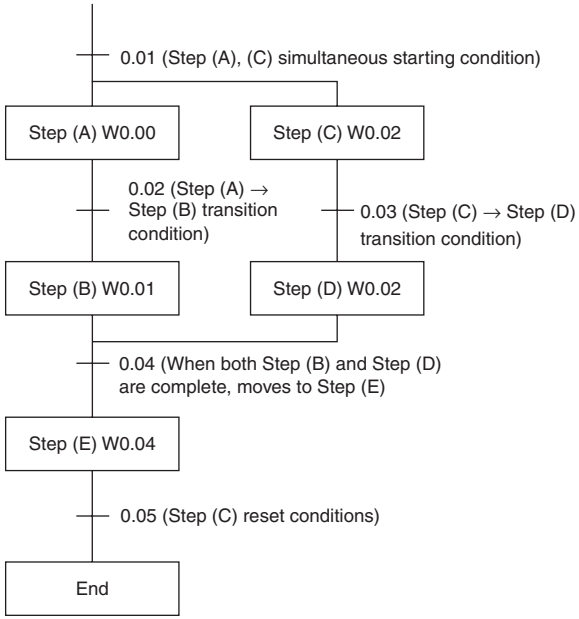 0.01 (Step (A), (C) simultaneous starting condition)
Step (A) W0.00
Step (C) W0.02
0.02 (Step (A) →
Step (B) transition
condition)
0.03 (Step (C) → Step (D)
transition condition)
Step (B) W0.01
Step (D) W0.02
0.04 (When both Step (B) and Step (D)
are complete, moves to Step (E)
Step (E) W0.04
0.05 (Step (C) reset conditions)
End